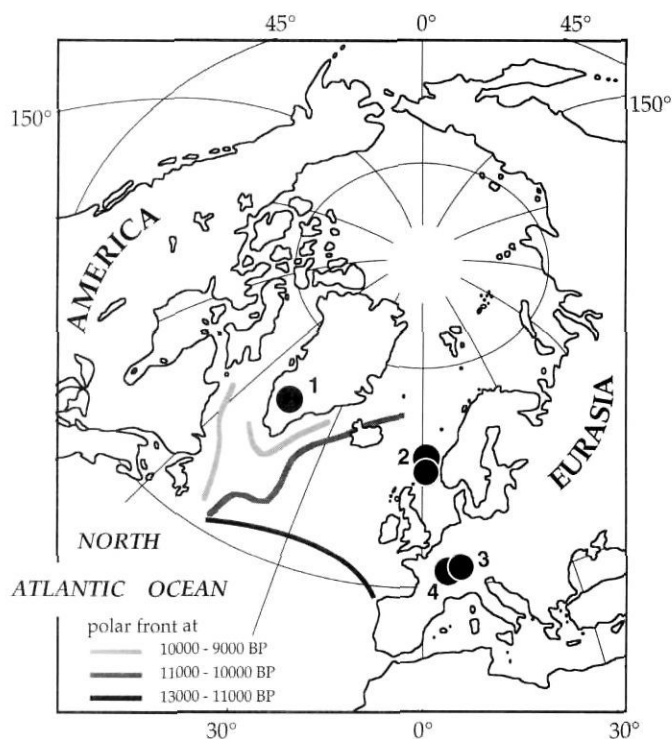 45° 0° 45°
150° 150°
AMERICA
1
EURASIA
2
NORTH
3
ATLANTIC OCEAN
4
polar front at
10000 - 9000 BP
11000 - 10000 BP
13000 - 11000 BP
30° 0° 30°